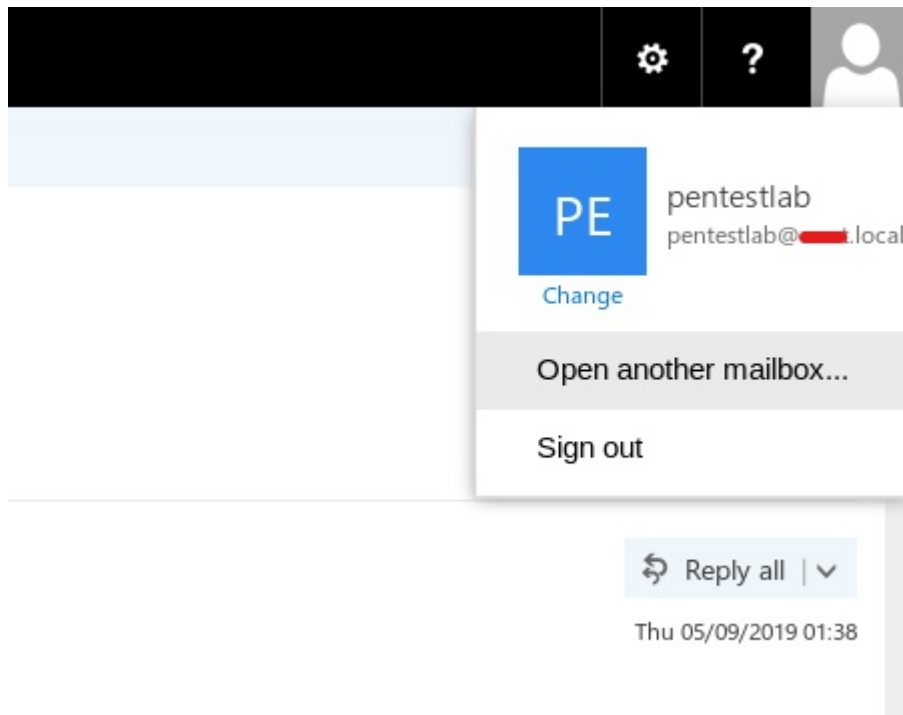 ?
PE
pentestlab
pentestlab@    .local
Change
Open another mailbox...
Sign out
Reply all
Thu 05/09/2019 01:38